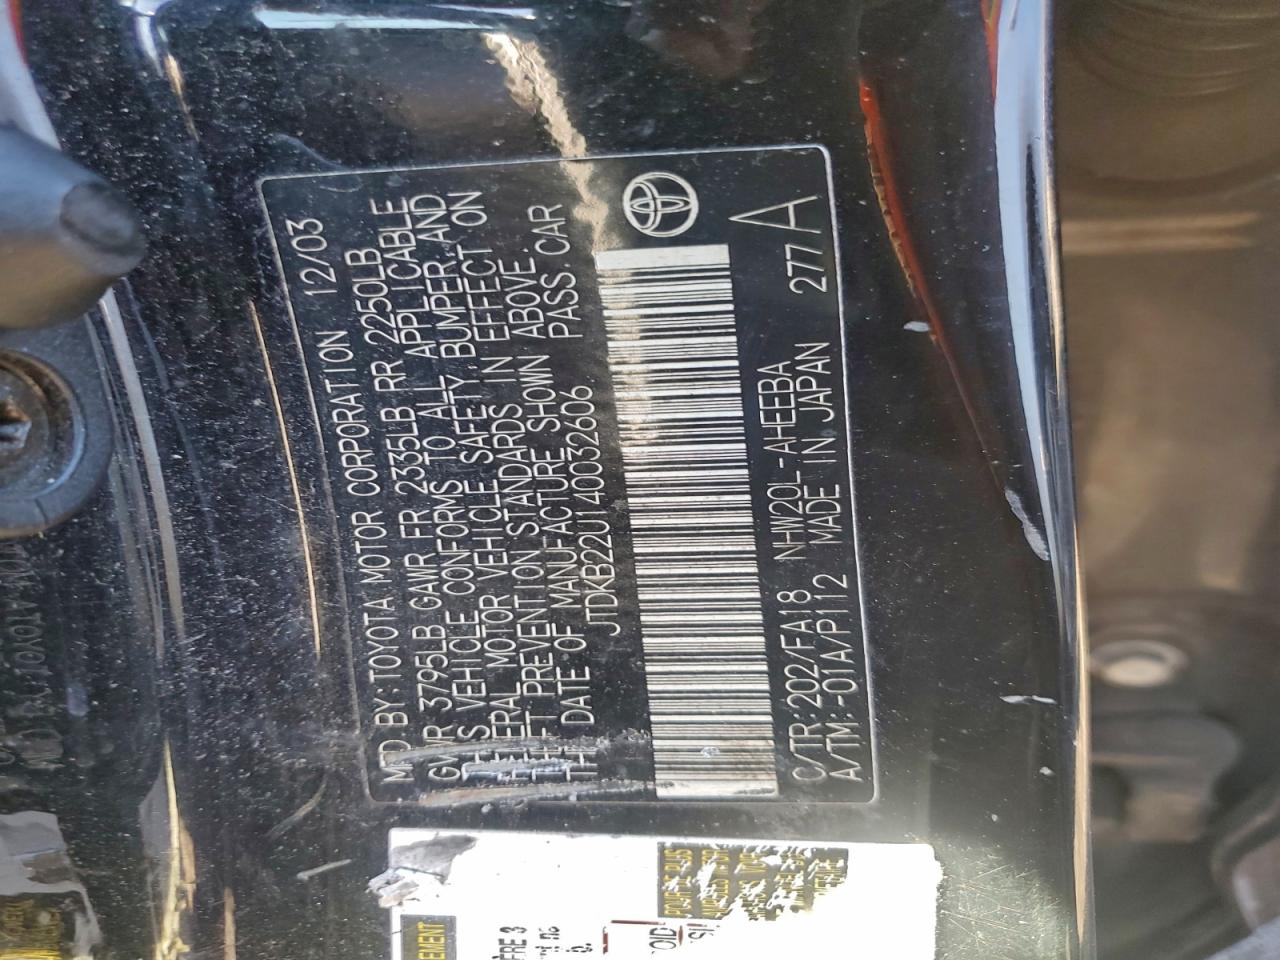 MFD.BY:TOYOTA MOTOR CORPORATION 12/03
GVWR 3795LB GAWR FR 2335LB RR 2250LB
THIS VEHICLE CONFORMS TO ALL APPLICABLE
FEDERAL MOTOR VEHICLE SAFETY,BUMPER,AND
THEFT PREVENTION STANDARDS IN EFFECT ON
THE DATE OF MANUFACTURE SHOWN ABOVE.
JTDKB22U140032606 PASS.CAR
C/TR:202/FA18 NHW20L-AHEEBA 2777 A
A/TM:-01A/P112 MADE IN JAPAN